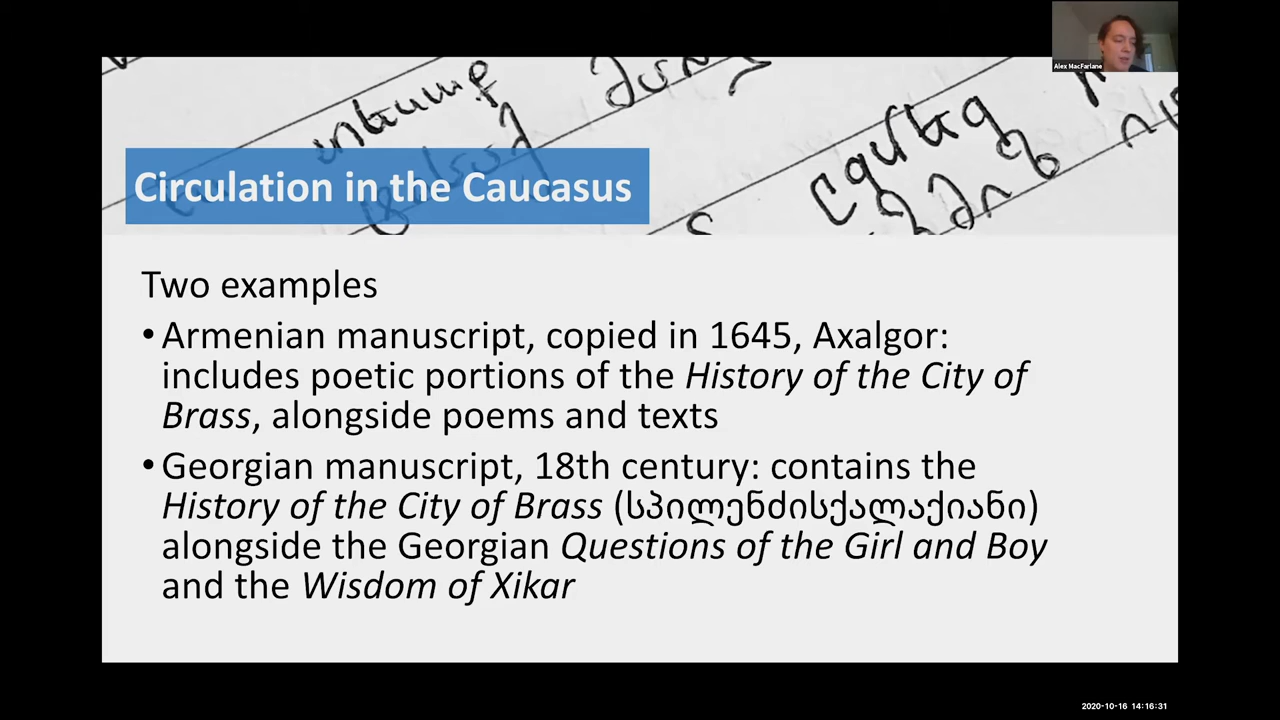 Alex MacFarlane
Circulation in the Caucasus
Two examples
•Armenian manuscript, copied in 1645, Axalgor:
includes poetic portions of the History of the City of
Brass, alongside poems and texts
•Georgian manuscript, 18th century: contains the
History of the City of Brass (სპილენძისქალაქიანი)
alongside the Georgian Questions of the Girl and Boy
and the Wisdom of Xikar
2020-10-16 14:16:31